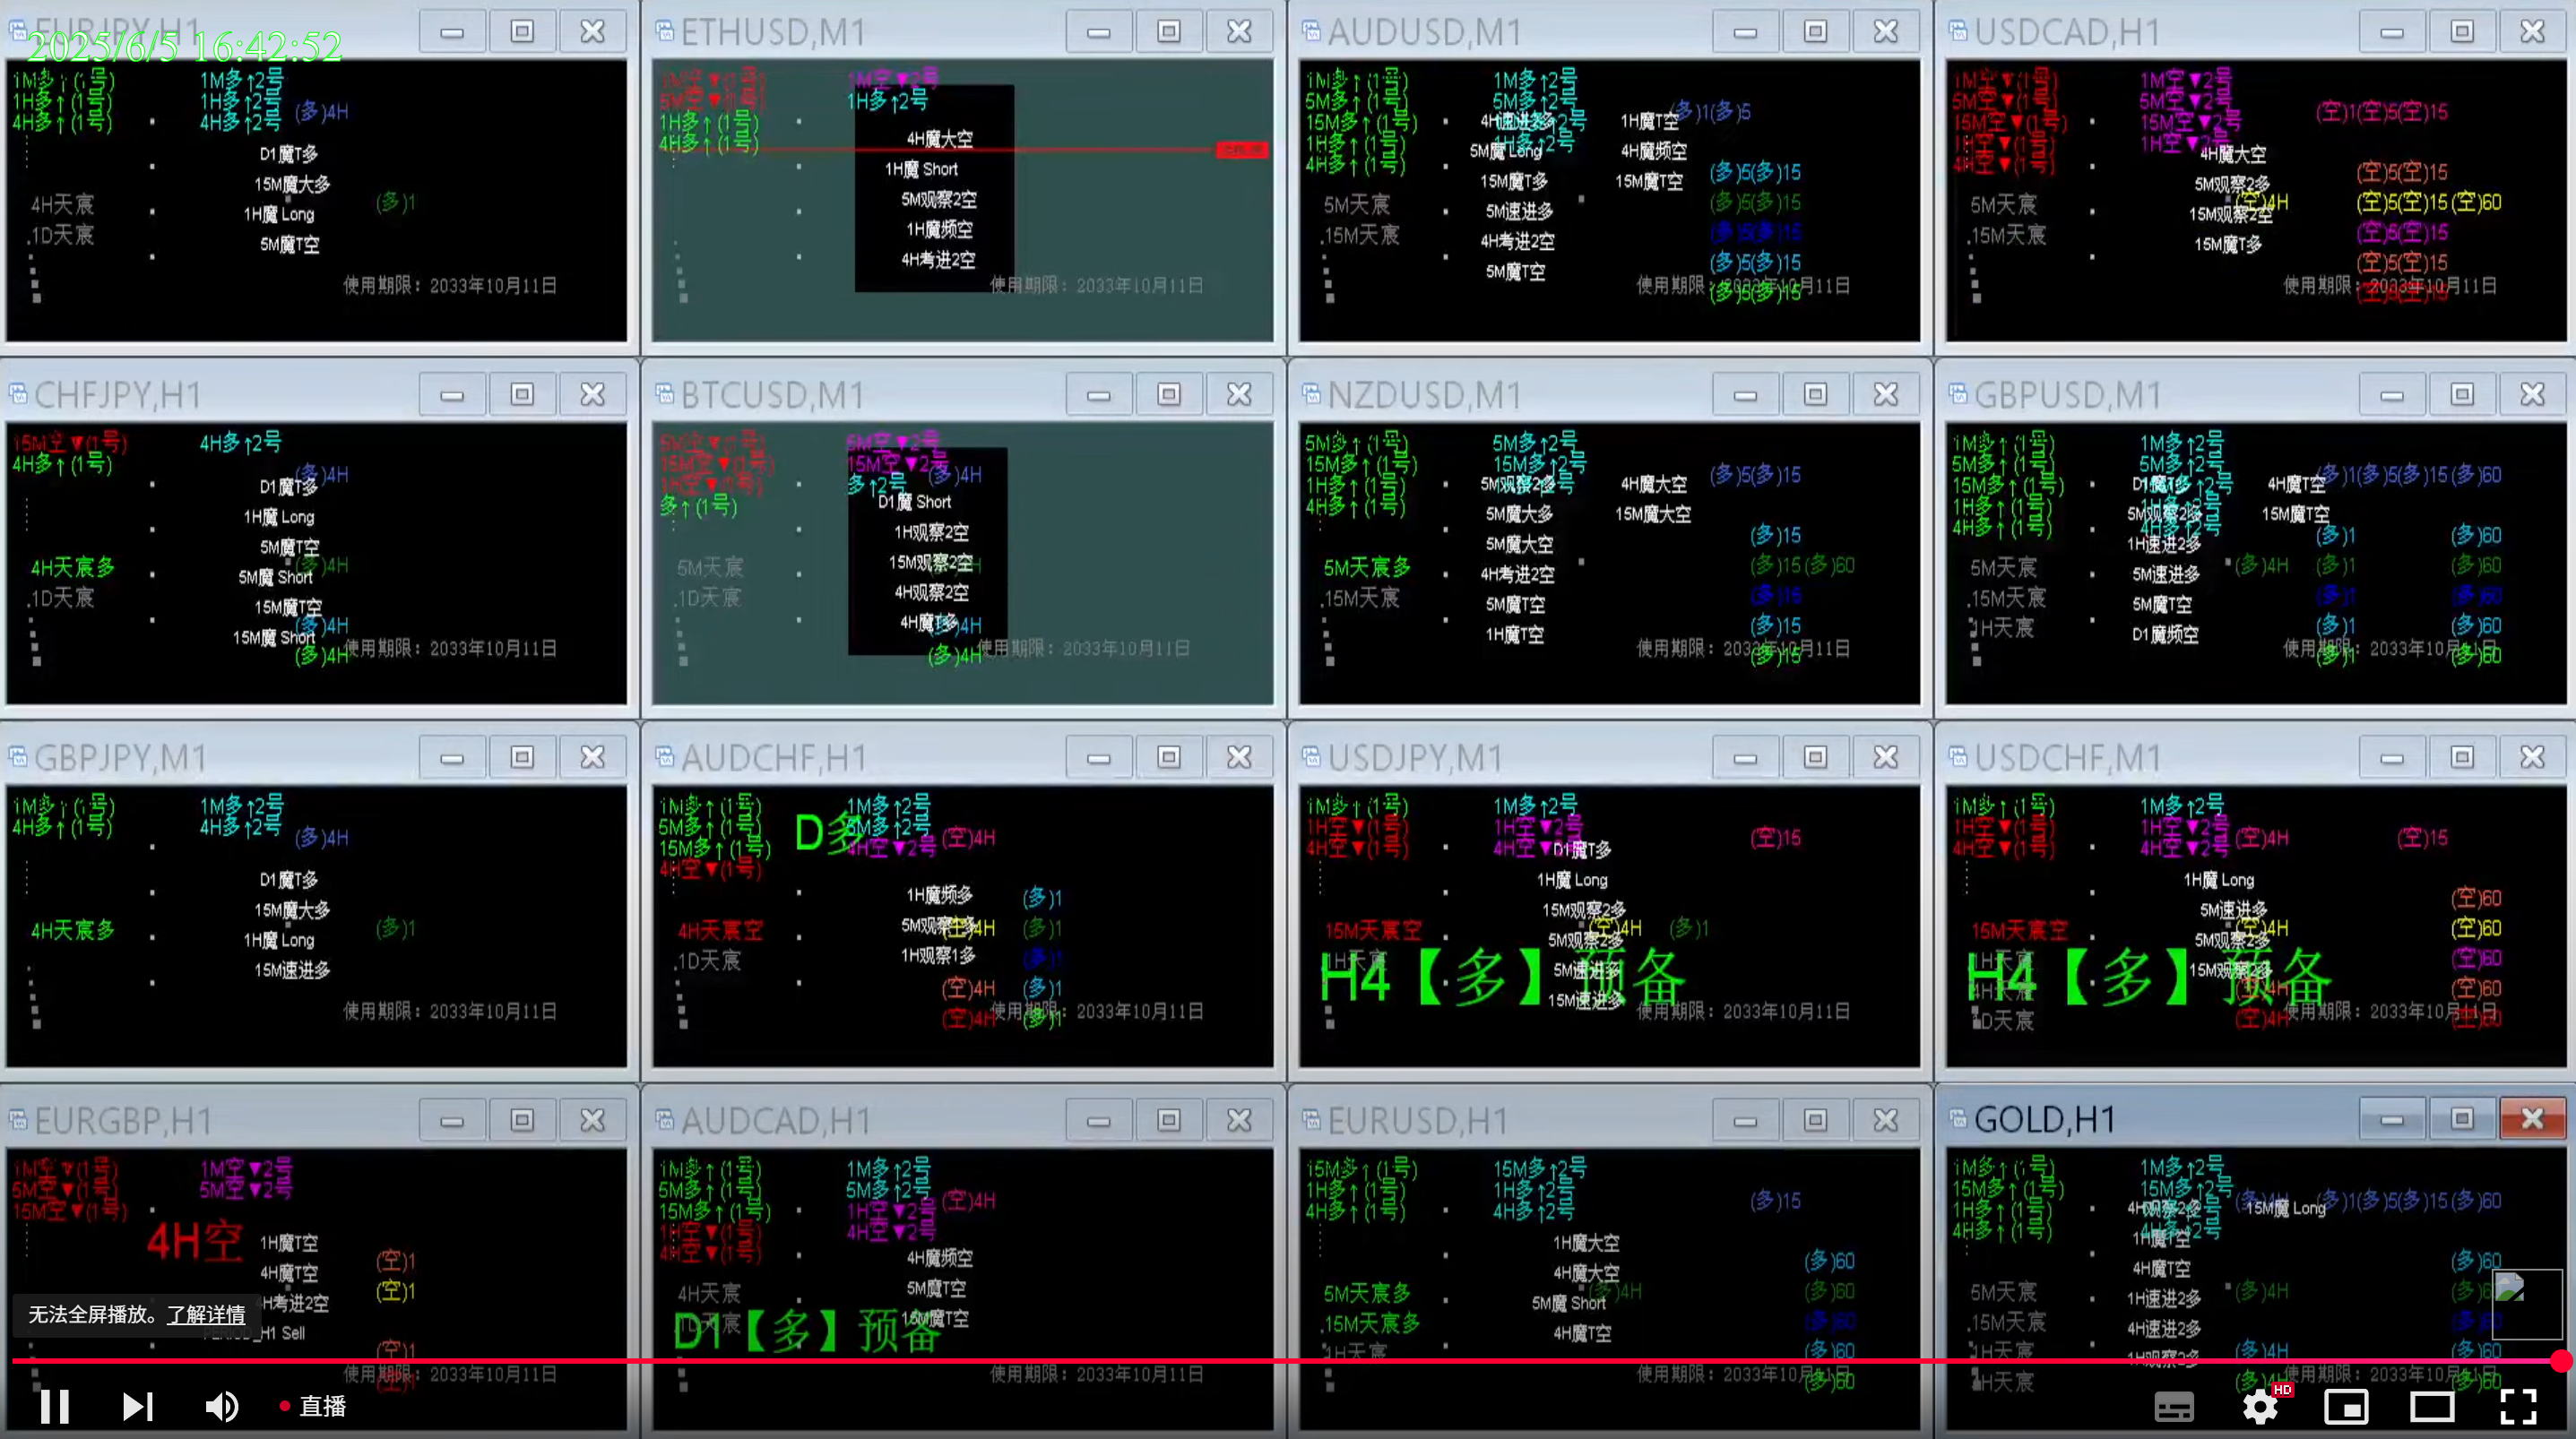 EURJPY,H1
2025/6/5 16:42:52
1M多↑(1号)
1H多↑(1号)
4H多↑(1号)
1M多↑2号
1H多↑2号
4H多↑2号
(多)4H
D1魔T多
15M魔大多
4H天宸
(多)1
1H魔 Long
.1D天宸
5M魔T空
使用期限：2033年10月11日
ETHUSD,M1
1M空▼(1号)
5M空▼(1号)
1H多↑(1号)
4H多↑(1号)
1M空▼2号
1H多↑2号
4H魔大空
1H魔 Short
5M观察2空
1H魔频空
4H考进2空
使用期限：2033年10月11日
AUDUSD,M1
1M多↑(1号)
5M多↑(1号)
15M多↑(1号)
1H多↑(1号)
4H多↑(1号)
1M多↑2号
5M多↑2号
4H速进2多
1H魔T空
(多)1(多)5
5M魔 Long
4H魔频空
15M魔T多
15M魔T空
(多)5(多)15
5M天宸
5M速进多
(多)5(多)15
.15M天宸
4H考进2空
(多)5(多)15
5M魔T空
(多)5(多)15
使用期限：2033年10月11日
(多)5(多)15
USDCAD,H1
1M空▼(1号)
5M空▼(1号)
15M空▼(1号)
1H空▼(1号)
4H空▼(1号)
1M空▼2号
5M空▼2号
15M空▼2号
1H空▼2号
(空)1(空)5(空)15
4H魔大空
5M观察2多
(空)5(空)15
5M天宸
15M观察2空
(空)4H
(空)5(空)15(空)60
.15M天宸
15M魔T多
(空)5(空)15
(空)5(空)15
使用期限：2033年10月11日
(空)5(空)15
CHFJPY,H1
15M空▼(1号)
4H多↑(1号)
4H多↑2号
(多)4H
D1魔T多
1H魔 Long
5M魔T空
4H天宸多
(多)4H
5M魔 Short
.1D天宸
15M魔T空
(多)4H
15M魔 Short
(多)4H
使用期限：2033年10月11日
BTCUSD,M1
5M空▼(1号)
15M空▼(1号)
1H空▼(1号)
多↑(1号)
5M空▼2号
15M空▼2号
多↑2号
(多)4H
D1魔 Short
1H观察2空
5M天宸
15M观察2空
.1D天宸
4H观察2空
4H魔T多
(多)4H
(多)4H
使用期限：2033年10月11日
NZDUSD,M1
5M多↑(1号)
15M多↑(1号)
1H多↑(1号)
4H多↑(1号)
5M多↑2号
15M多↑2号
5M观察2多
4H魔大空
(多)5(多)15
5M魔大多
15M魔大空
5M魔大空
(多)15
5M天宸多
4H考进2空
(多)15(多)60
.15M天宸
5M魔T空
(多)15
1H魔T空
(多)15
使用期限：2033年10月11日
(多)15
GBPUSD,M1
1M多↑(1号)
5M多↑(1号)
15M多↑(1号)
1H多↑(1号)
4H多↑(1号)
1M多↑2号
5M多↑2号
D1魔T多
4H魔T空
(多)1(多)5(多)15(多)60
5M观察2多
15M魔T空
1H速进2多
(多)1
(多)60
5M天宸
5M速进多
(多)4H
(多)1
(多)60
.15M天宸
5M魔T空
(多)1
(多)60
1H天宸
D1魔频空
(多)1
(多)60
使用期限：2033年10月11日
(多)1
(多)60
GBPJPY,M1
1M多↑(1号)
4H多↑(1号)
1M多↑2号
4H多↑2号
(多)4H
D1魔T多
15M魔大多
4H天宸多
1H魔 Long
(多)1
15M速进多
使用期限：2033年10月11日
AUDCHF,H1
1M多↑(1号)
5M多↑(1号)
15M多↑(1号)
4H空▼(1号)
D多
1M多↑2号
5M多↑2号
4H空▼2号
(空)4H
1H魔频多
(多)1
4H天宸空
5M观察2多
(空)4H
(多)1
.1D天宸
1H观察1多
(多)1
(空)4H
(多)1
(空)4H
(多)1
使用期限：2033年10月11日
USDJPY,M1
1M多↑(1号)
1H空▼(1号)
4H空▼(1号)
1M多↑2号
1H空▼2号
4H空▼2号
(空)15
D1魔T多
1H魔 Long
15M观察2多
15M天宸空
(空)4H
(多)1
5M观察2多
1H天宸
H4【多】预备
5M速进多
15M速进多
使用期限：2033年10月11日
USDCHF,M1
1M多↑(1号)
1H空▼(1号)
4H空▼(1号)
1M多↑2号
1H空▼2号
4H空▼2号
(空)4H
(空)15
1H魔 Long
5M速进多
(空)60
15M天宸空
(空)4H
(空)60
5M观察2多
1H天宸
15M观察2多
(空)60
H4【多】预备
4H天宸
(空)60
1D天宸
(空)4H
(空)60
使用期限：2033年10月11日
EURGBP,H1
1M空▼(1号)
5M空▼(1号)
15M空▼(1号)
1M空▼2号
5M空▼2号
4H空
1H魔T空
(空)1
4H魔T空
(空)1
4H考进2空
PERIOD_H1 Sell
(空)1
使用期限：2033年10月11日
AUDCAD,H1
1M多↑(1号)
5M多↑(1号)
15M多↑(1号)
1H空▼(1号)
4H空▼(1号)
1M多↑2号
5M多↑2号
1H空▼2号
4H空▼2号
(空)4H
4H魔频空
4H天宸
5M魔T空
15M魔T空
D1【多】预备
使用期限：2033年10月11日
EURUSD,H1
15M多↑(1号)
1H多↑(1号)
4H多↑(1号)
15M多↑2号
1H多↑2号
4H多↑2号
(多)15
1H魔大空
(多)60
4H魔大空
5M天宸多
(多)4H
(多)60
5M魔 Short
.15M天宸多
4H魔T空
(多)60
1H天宸
(多)60
使用期限：2033年10月11日
(多)60
GOLD,H1
1M多↑(1号)
15M多↑(1号)
1H多↑(1号)
4H多↑(1号)
1M多↑2号
15M多↑2号
4H多↑2号
4H观察2多
15M魔 Long
(多)4H
(多)1(多)5(多)15(多)60
1H魔T空
4H魔T空
(多)60
5M天宸
1H速进2多
(多)4H
.15M天宸
4H速进2多
1H天宸
1H观察2多
(多)4H
(多)60
4H天宸
(多)4H
使用期限：2033年10月11日
(多)60
无法全屏播放。了解详情
直播
HD